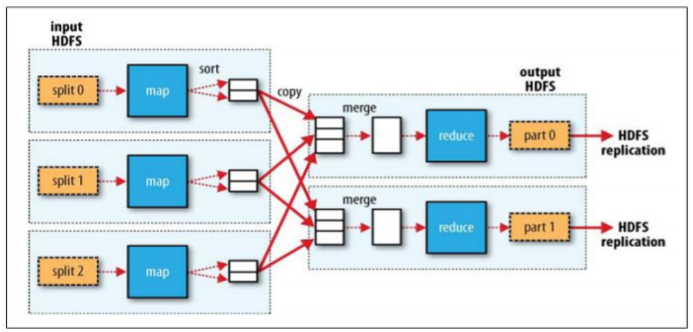 input
HDFS
split 0
map
sort
copy
split 1
map
split 2
map
output
HDFS
merge
reduce
part 0
HDFS
replication
merge
reduce
part 1
HDFS
replication